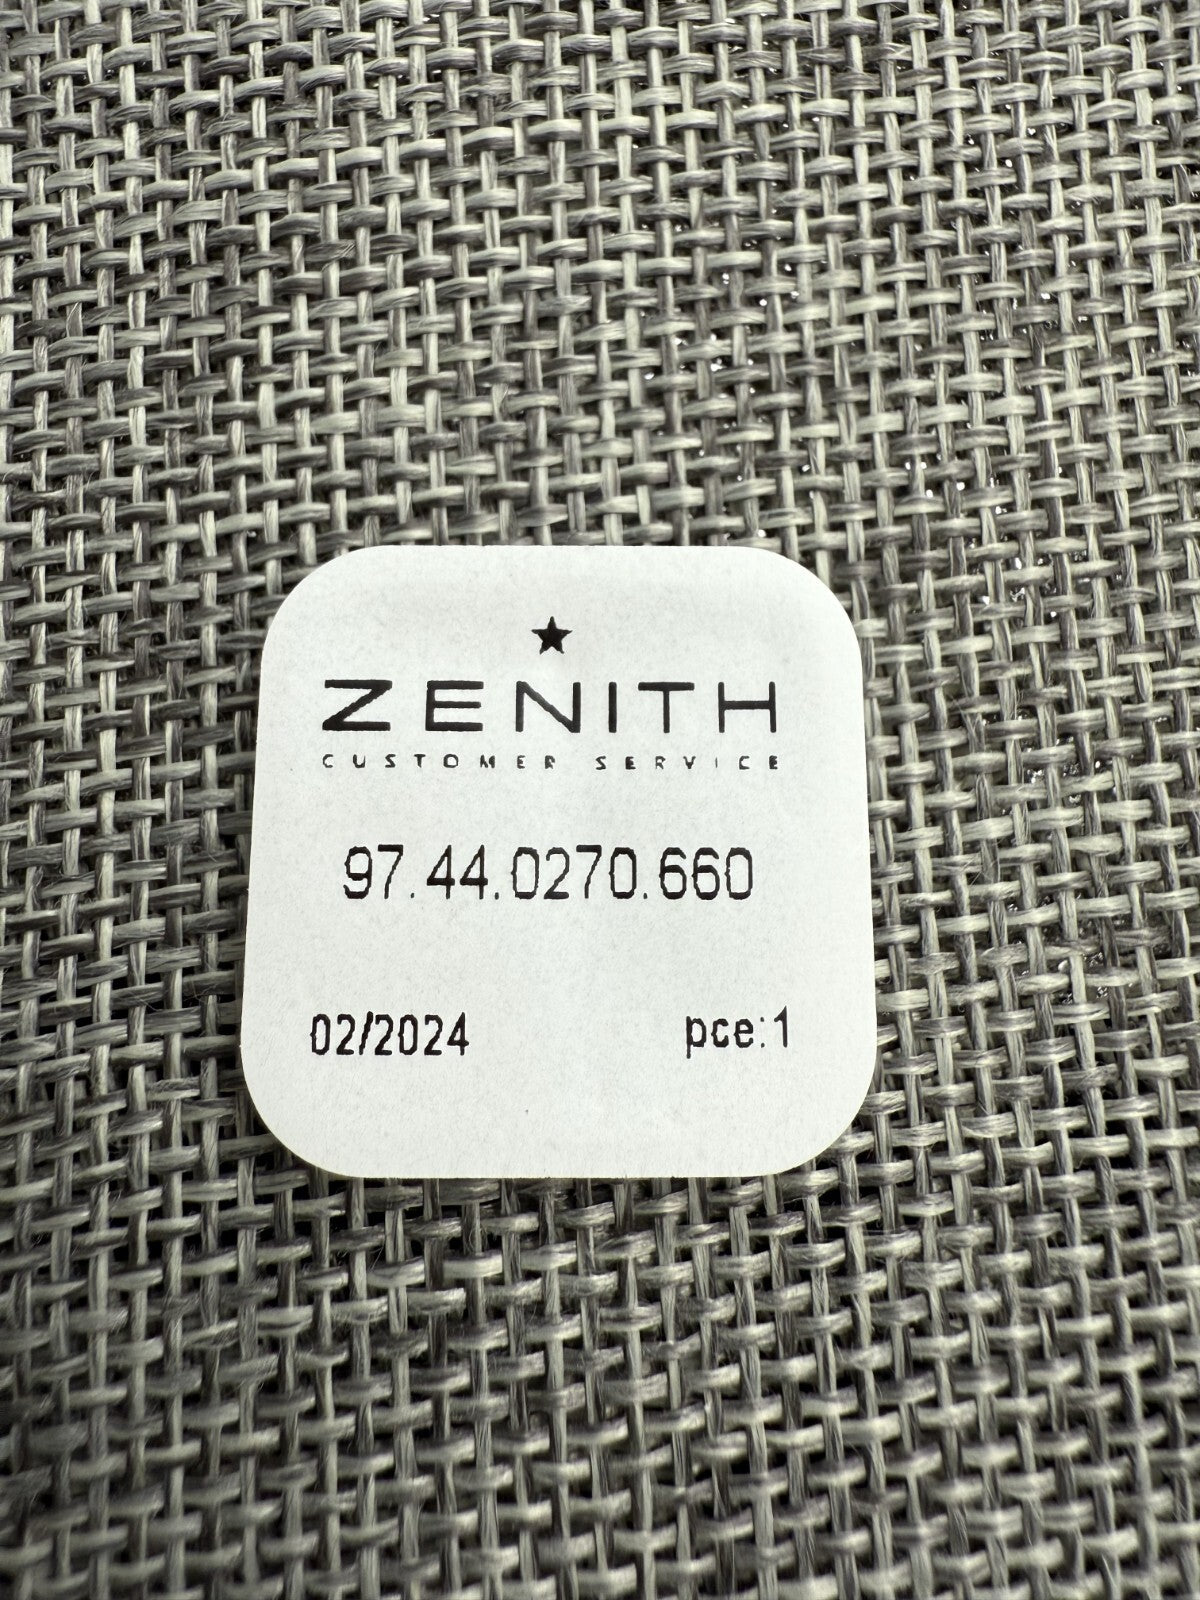 ZENITH
CUSTOMER SERVICE
97.44.0270.660
02/2024 pce:1